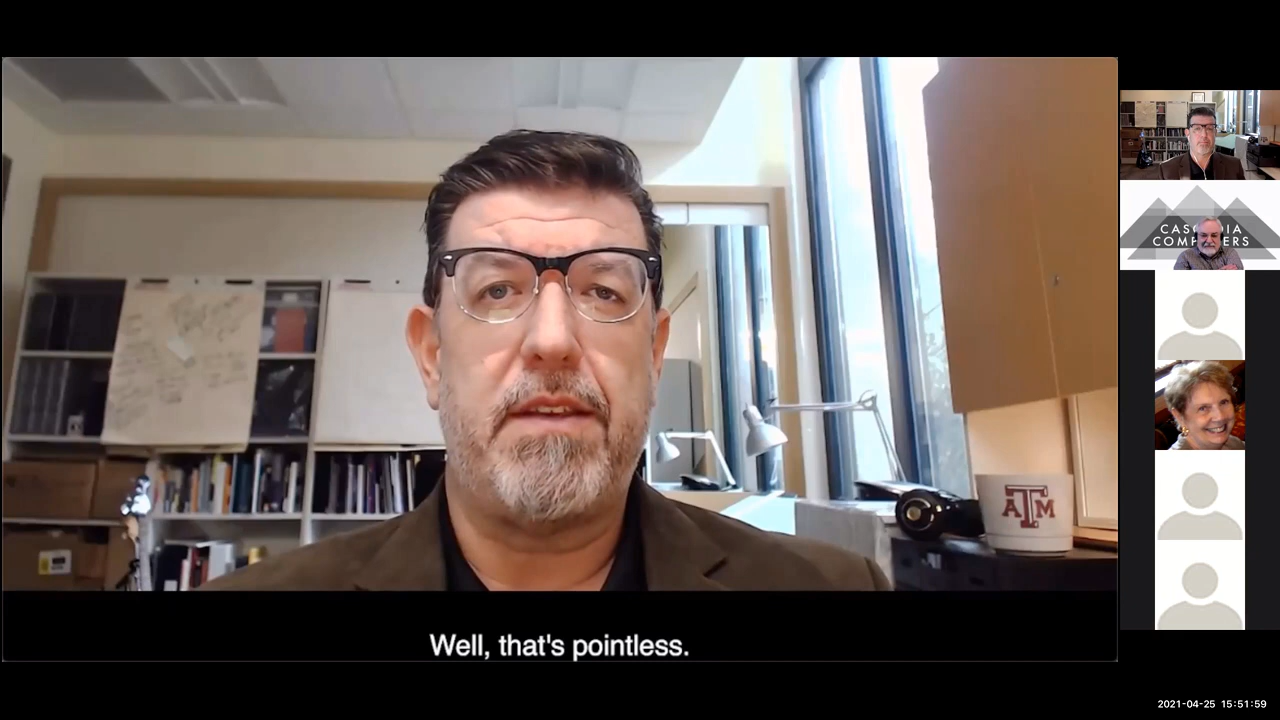 CASCADIA
COMPOSERS
ATM
Well, that's pointless.
2021-04-25 15:51:59